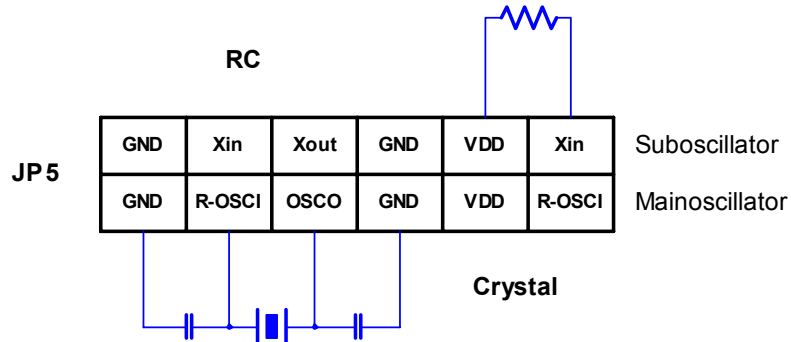 RC
GND Xin Xout GND VDD Xin Suboscillator
JP5
GND R-OSCI OSCO GND VDD R-OSCI Mainoscillator
Crystal